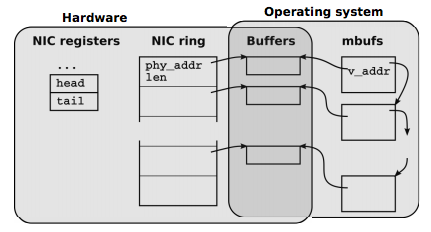 Hardware
Operating system
NIC registers
NIC ring
Buffers
mbufs
...
head
tail
phy_addr
len
v_addr